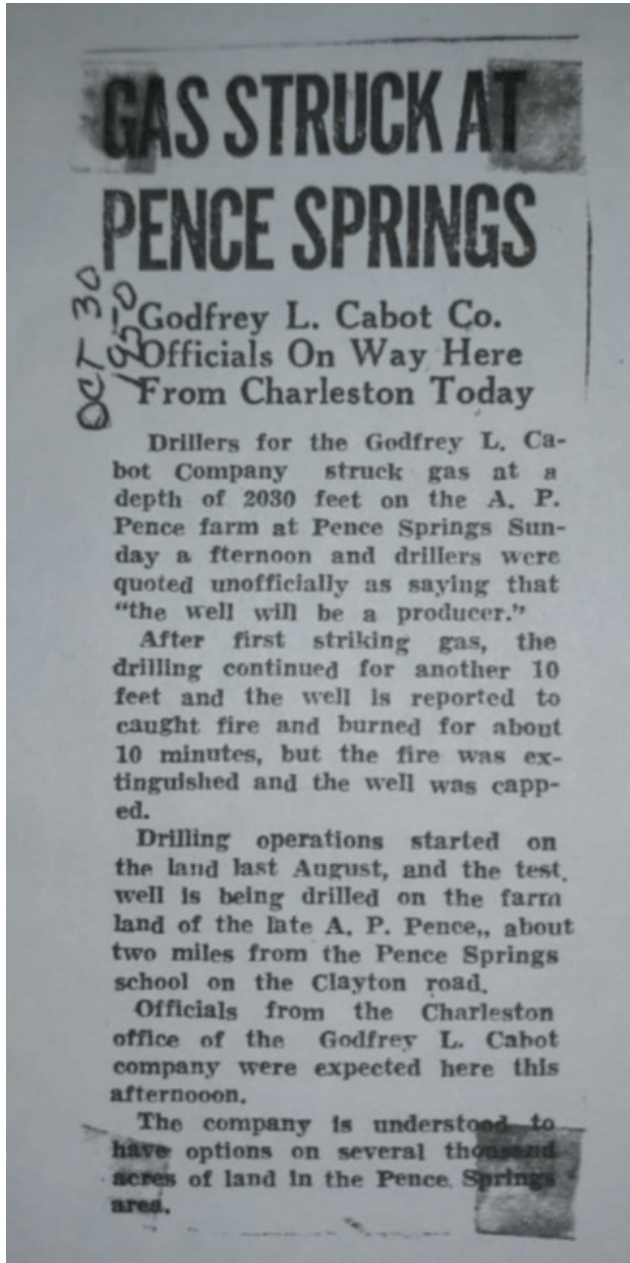 GAS STRUCK AT
PENCE SPRINGS
OCT 30
1950
Godfrey L. Cabot Co.
Officials On Way Here
From Charleston Today
Drillers for the Godfrey L. Ca-
bot Company struck gas at a
depth of 2030 feet on the A. P.
Pence farm at Pence Springs Sun-
day a fternoon and drillers were
quoted unofficially as saying that
“the well will be a producer.”
After first striking gas, the
drilling continued for another 10
feet and the well is reported to
caught fire and burned for about
10 minutes, but the fire was ex-
tinguished and the well was capp-
ed.
Drilling operations started on
the land last August, and the test
well is being drilled on the farm
land of the late A. P. Pence,, about
two miles from the Pence Springs
school on the Clayton road.
Officials from the Charleston
office of the Godfrey L. Cabot
company were expected here this
afternooon.
The company is understood to
have options on several thousand
acres of land in the Pence Springs
area.